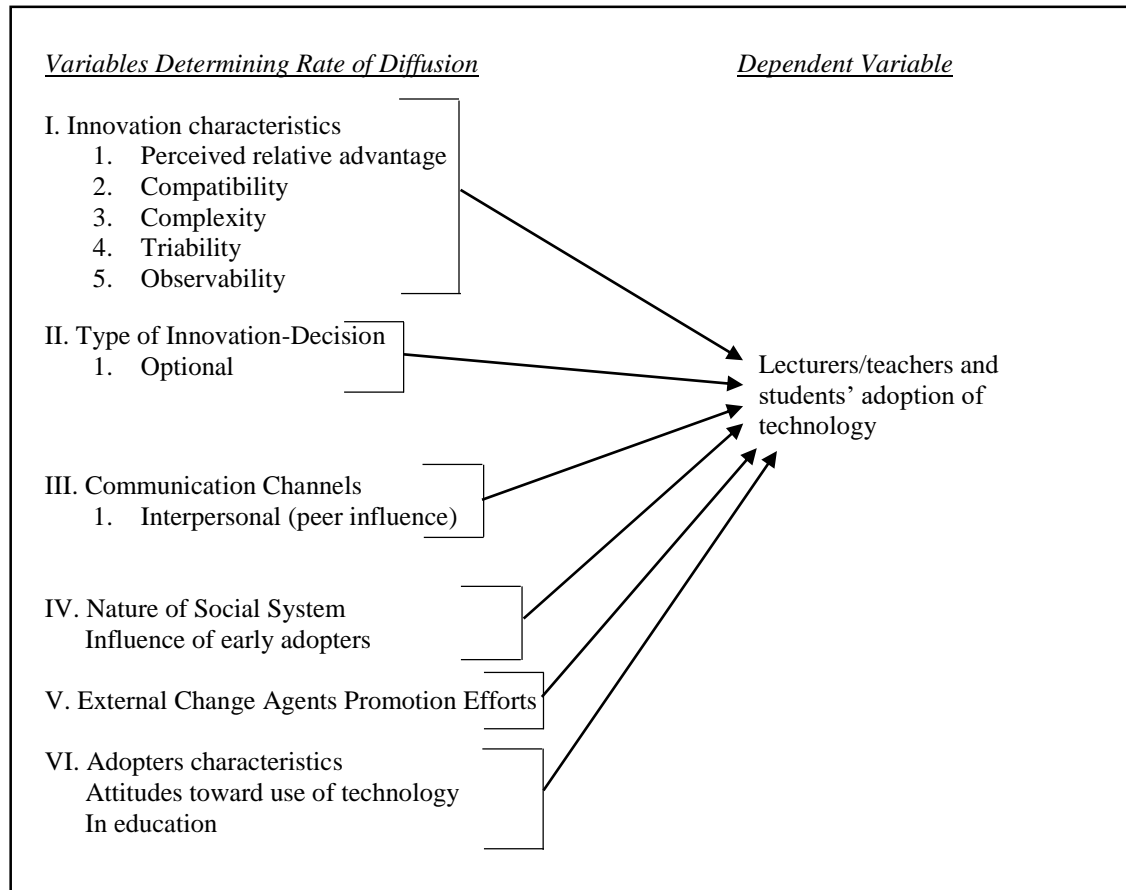 Variables Determining Rate of Diffusion
Dependent Variable
I. Innovation characteristics
1. Perceived relative advantage
2. Compatibility
3. Complexity
4. Triability
5. Observability
II. Type of Innovation-Decision
1. Optional
III. Communication Channels
1. Interpersonal (peer influence)
IV. Nature of Social System
Influence of early adopters
V. External Change Agents Promotion Efforts
VI. Adopters characteristics
Attitudes toward use of technology
In education
Lecturers/teachers and
students’ adoption of
technology